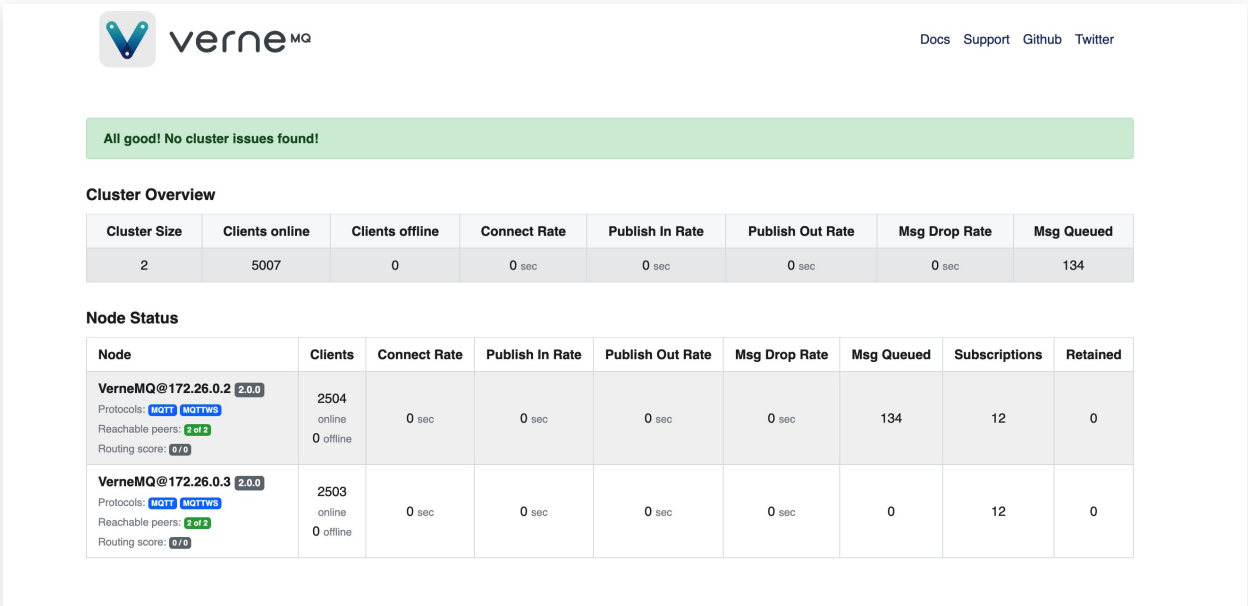 verne MQ
Docs Support Github Twitter
All good! No cluster issues found!
Cluster Overview
Cluster Size Clients online Clients offline Connect Rate Publish In Rate Publish Out Rate Msg Drop Rate Msg Queued
2 5007 0 0 sec 0 sec 0 sec 0 sec 134
Node Status
Node Clients Connect Rate Publish In Rate Publish Out Rate Msg Drop Rate Msg Queued Subscriptions Retained
VerneMQ@172.26.0.2 2.0.0
Protocols: MQTT MQTTWS
Reachable peers: 2 of 2
Routing score: 0 / 0
2504
online
0 offline
0 sec 0 sec 0 sec 0 sec 134 12 0
VerneMQ@172.26.0.3 2.0.0
Protocols: MQTT MQTTWS
Reachable peers: 2 of 2
Routing score: 0 / 0
2503
online
0 offline
0 sec 0 sec 0 sec 0 sec 0 12 0